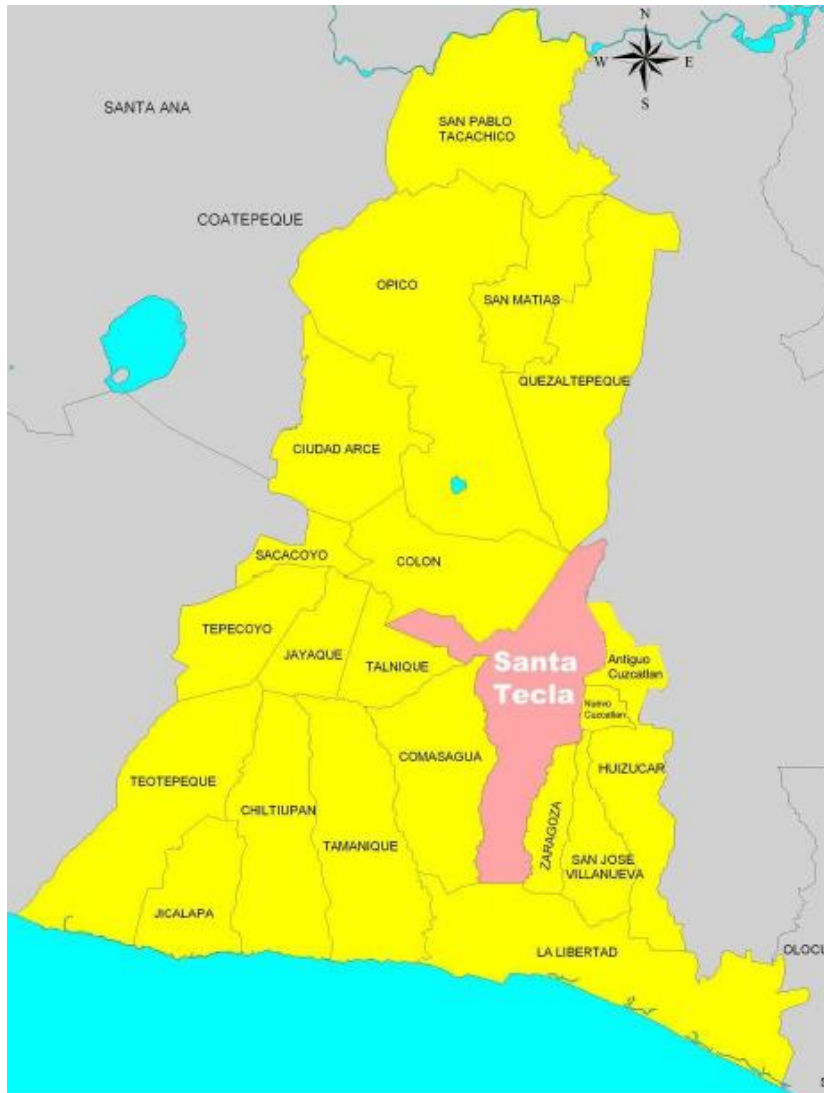 N
W
E
S
SANTA ANA
SAN PABLO
TACACHICO
COATEPEQUE
OPICO
SAN MATIAS
QUEZALTEPEQUE
CIUDAD ARCE
SACACOYO
COLON
TEPECOYO
JAYAQUE
TALNIQUE
Santa
Tecla
Antiguo
Cuzcatlan
Nuevo
Cuzcatlan
COMASAGUA
HUIZUCAR
TEOTEPEQUE
CHILTIUPAN
TAMANIQUE
ZARAGOZA
SAN JOSÉ
VILLANUEVA
JICALAPA
LA LIBERTAD
OLOCU